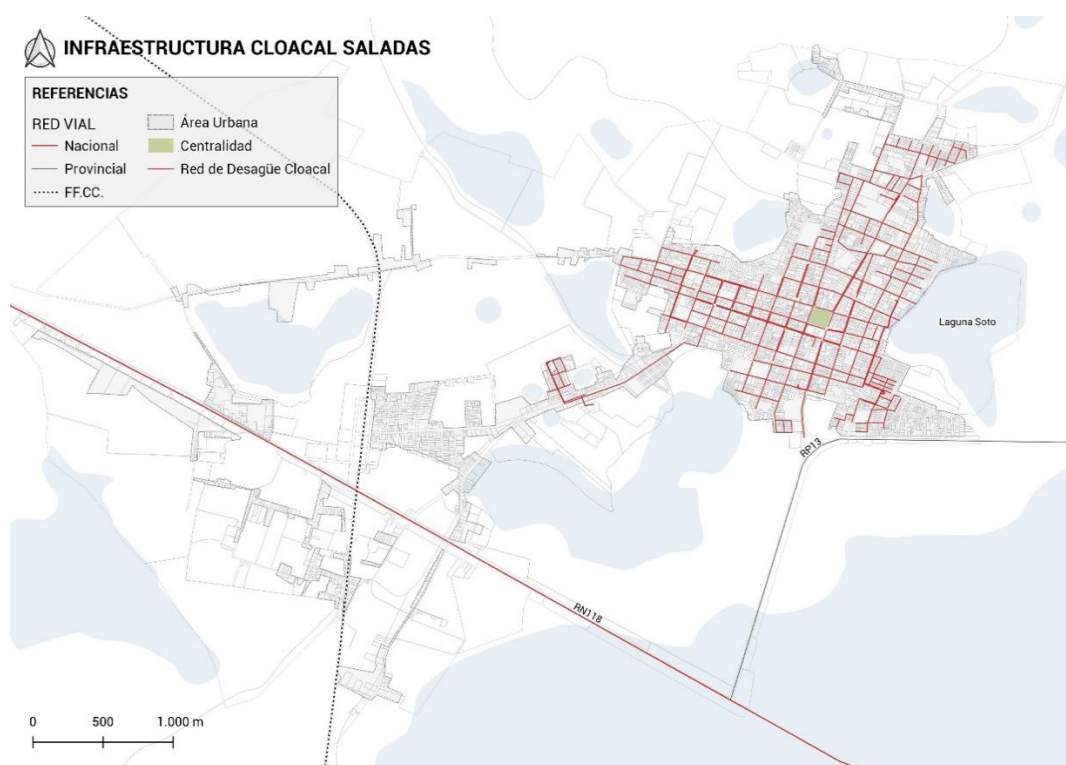 INFRAESTRUCTURA CLOACAL SALADAS
REFERENCIAS
RED VIAL
Nacional
Provincial
FF.CC.
Área Urbana
Centralidad
Red de Desagüe Cloacal
Laguna Soto
RP13
RN118
0 500 1.000 m